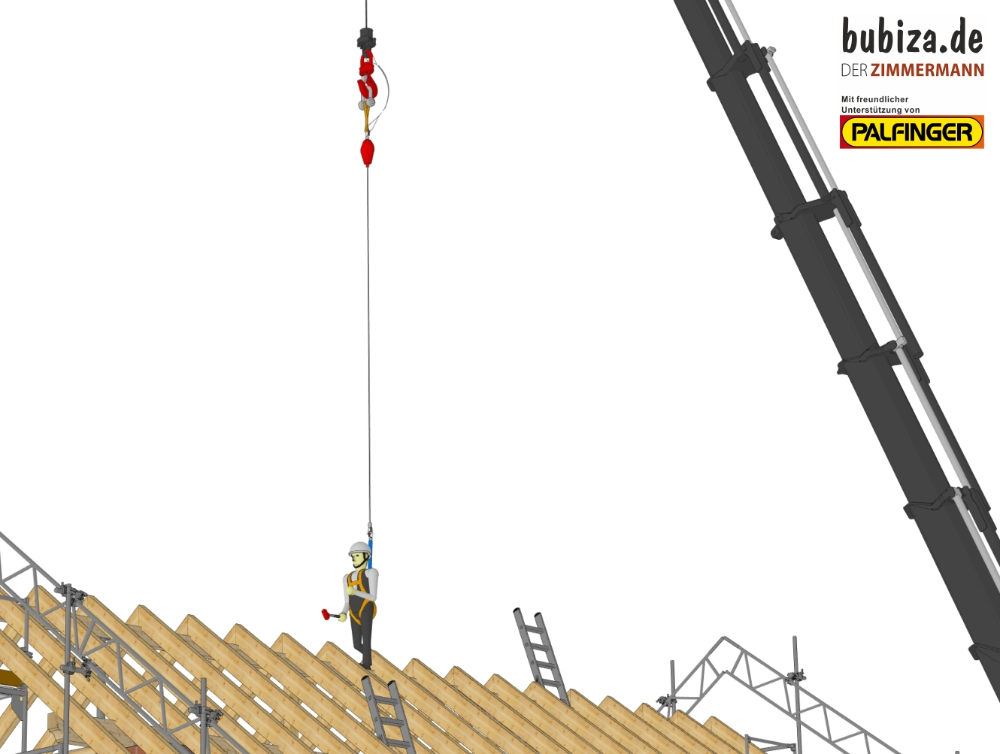 bubiza.de
DER ZIMMERMANN
Mit freundlicher
Unterstützung von
PALFINGER